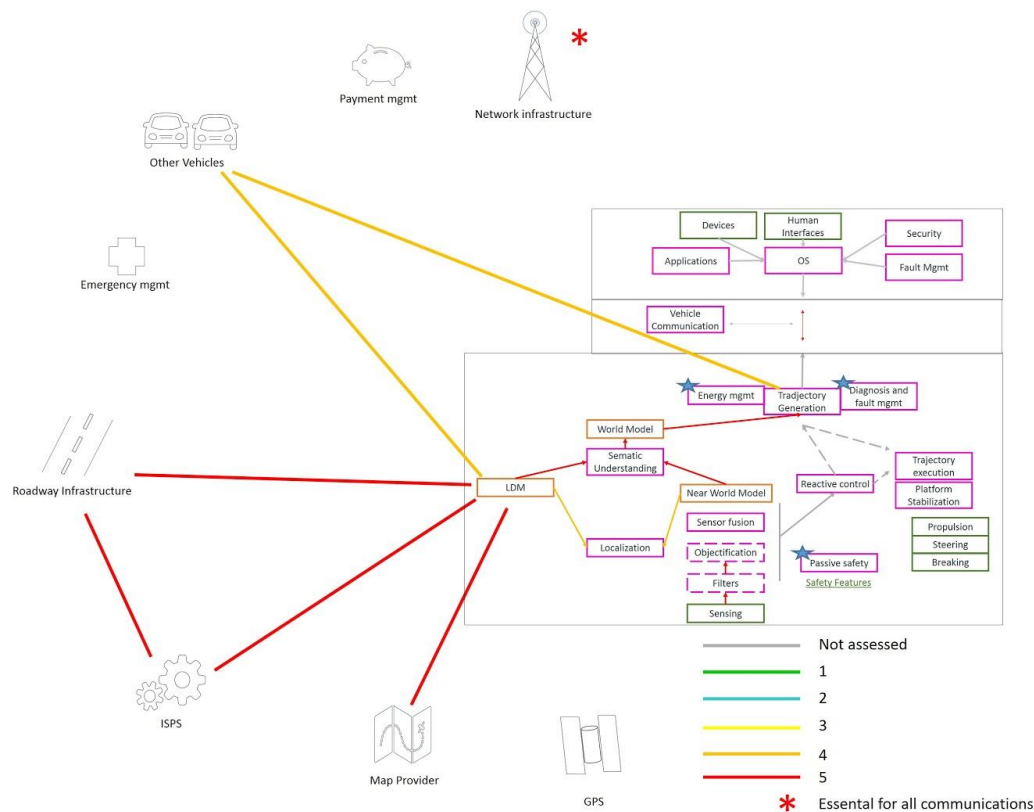 Payment mgmt
Network infrastructure
*
Other Vehicles
Emergency mgmt
Devices
Human
Interfaces
Security
Applications
OS
Fault Mgmt
Vehicle
Communication
Energy mgmt
Tradjectory
Generation
Diagnosis and
fault mgmt
World Model
Sematic
Understanding
Trajectory
execution
Roadway Infrastructure
LDM
Near World Model
Reactive control
Platform
Stabilization
Sensor fusion
Propulsion
Localization
Objectification
Steering
Passive safety
Breaking
Filters
Safety Features
Sensing
Not assessed
1
2
3
4
5
* Essental for all communications
ISPS
Map Provider
GPS